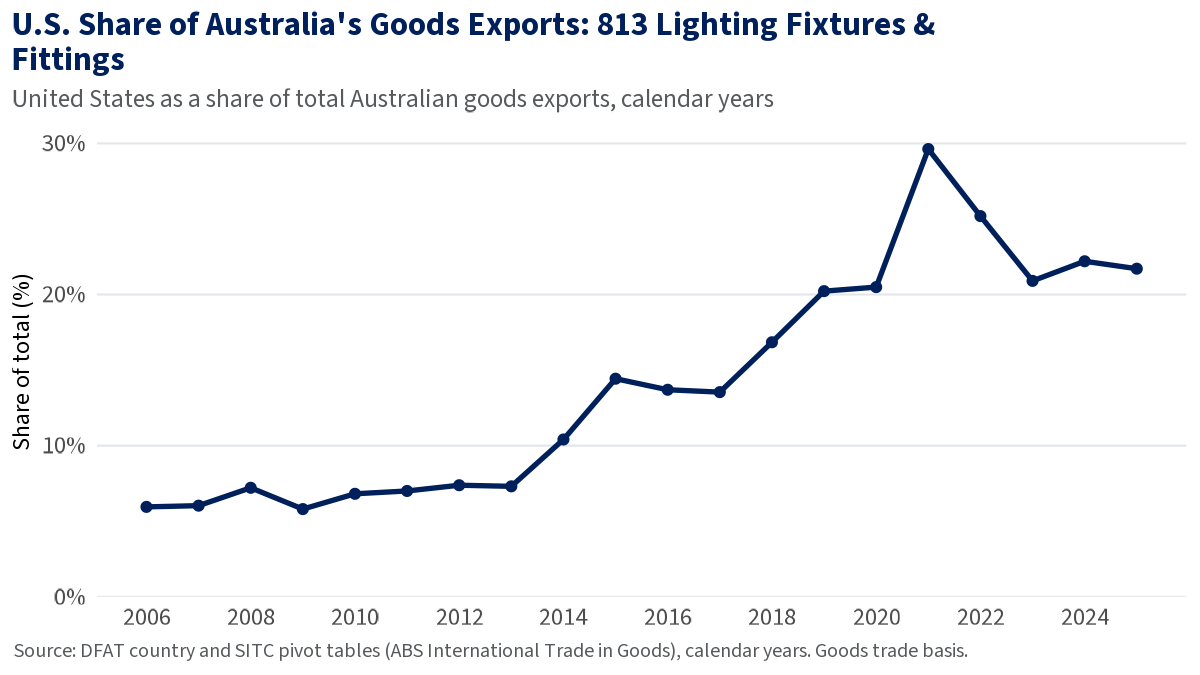 U.S. Share of Australia's Goods Exports: 813 Lighting Fixtures &
Fittings
United States as a share of total Australian goods exports, calendar years
Share of total (%)
30%
20%
10%
0%
2006 2008 2010 2012 2014 2016 2018 2020 2022 2024
Source: DFAT country and SITC pivot tables (ABS International Trade in Goods), calendar years. Goods trade basis.